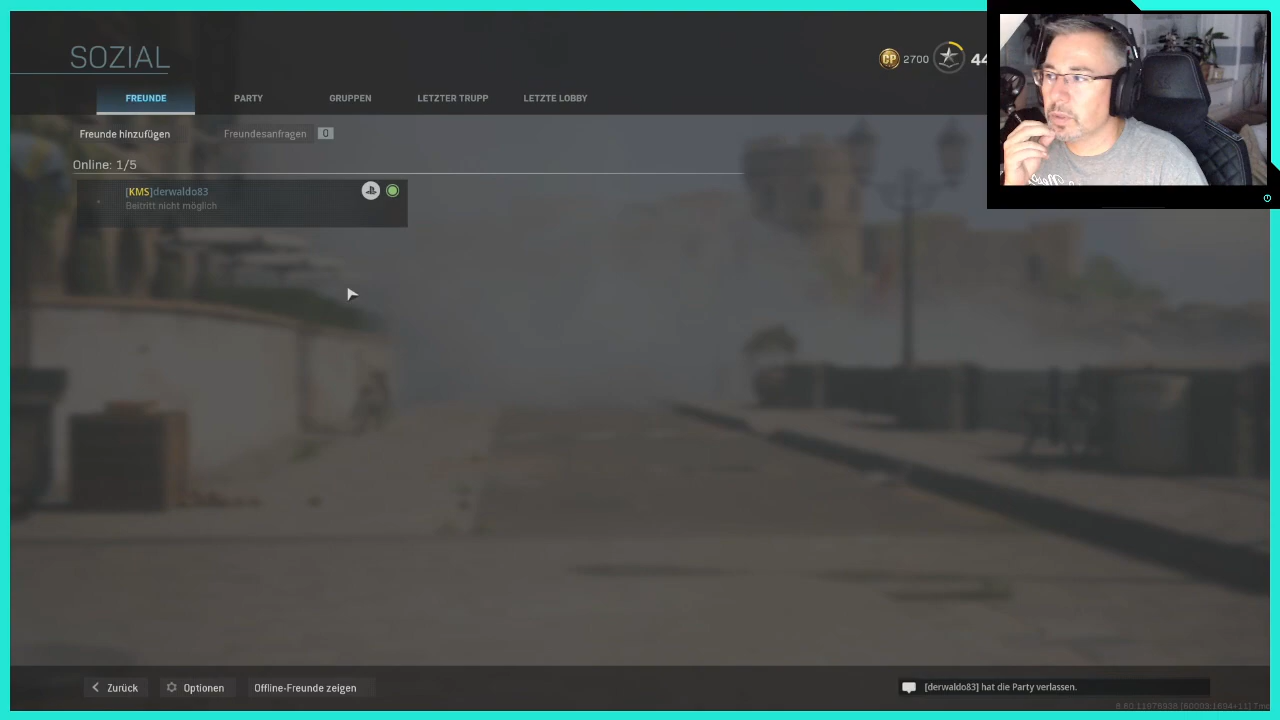 SOZIAL
CP 2700 44
FREUNDE PARTY GRUPPEN LETZTER TRUPP LETZTE LOBBY
Freunde hinzufügen Freundesanfragen 0
Online: 1/5
[KMS]derwaldo83
Beitritt nicht möglich
Zurück Optionen Offline-Freunde zeigen
[derwaldo83] hat die Party verlassen.